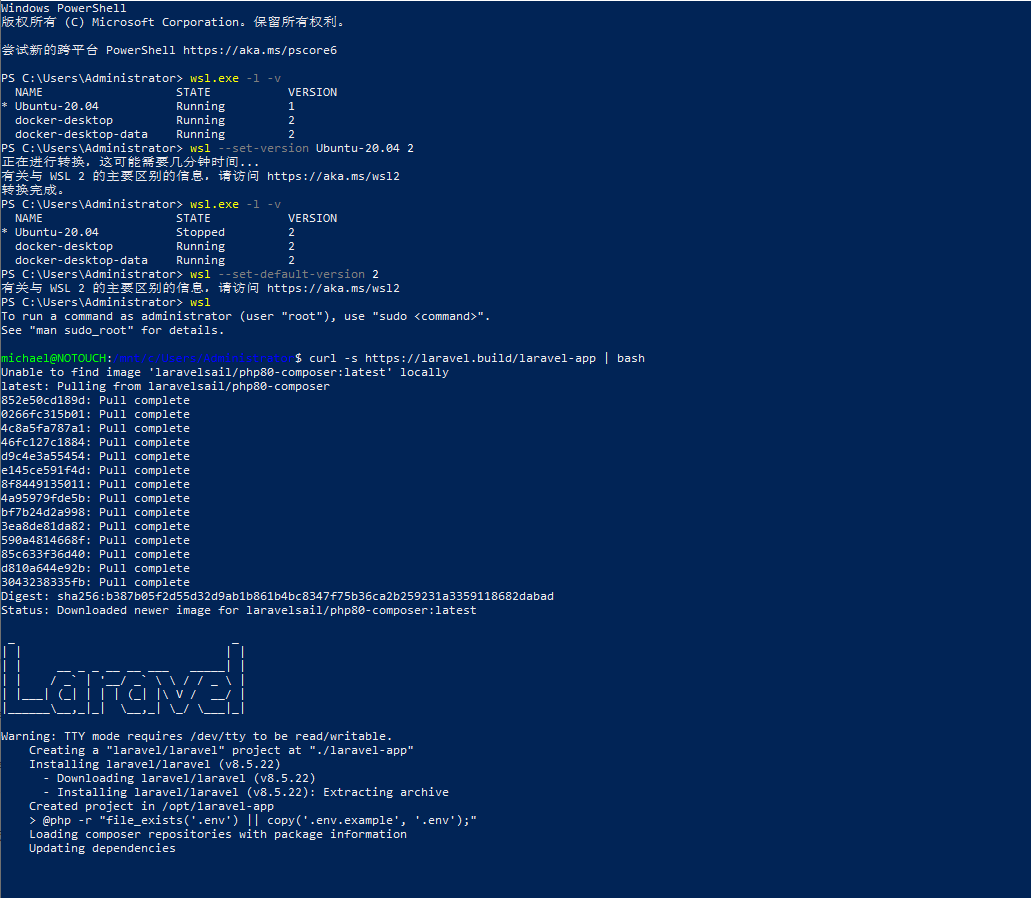 Windows PowerShell
版权所有 (C) Microsoft Corporation。保留所有权利。
尝试新的跨平台 PowerShell https://aka.ms/pscore6
PS C:\Users\Administrator> wsl.exe -l -v
  NAME                   STATE           VERSION
* Ubuntu-20.04           Running         1
  docker-desktop         Running         2
  docker-desktop-data    Running         2
PS C:\Users\Administrator> wsl --set-version Ubuntu-20.04 2
正在进行转换，这可能需要几分钟时间...
有关与 WSL 2 的主要区别的信息，请访问 https://aka.ms/wsl2
转换完成。
PS C:\Users\Administrator> wsl.exe -l -v
  NAME                   STATE           VERSION
* Ubuntu-20.04           Stopped         2
  docker-desktop         Running         2
  docker-desktop-data    Running         2
PS C:\Users\Administrator> wsl --set-default-version 2
有关与 WSL 2 的主要区别的信息，请访问 https://aka.ms/wsl2
PS C:\Users\Administrator> wsl
To run a command as administrator (user "root"), use "sudo <command>".
See "man sudo_root" for details.
michael@NOTOUCH:/mnt/c/Users/Administrator$ curl -s https://laravel.build/laravel-app | bash
Unable to find image 'laravelsail/php80-composer:latest' locally
latest: Pulling from laravelsail/php80-composer
852e50cd189d: Pull complete
0266fc315b01: Pull complete
4c8a5fa787a1: Pull complete
46fc127c1884: Pull complete
d9c4e3a55454: Pull complete
e145ce591f4d: Pull complete
8f8449135011: Pull complete
4a95979fde5b: Pull complete
bf7b24d2a998: Pull complete
3ea8de81da82: Pull complete
590a4814668f: Pull complete
85c633f36d40: Pull complete
d810a644e92b: Pull complete
3043238335fb: Pull complete
Digest: sha256:b387b05f2d55d32d9ab1b861b4bc8347f75b36ca2b259231a3359118682dabad
Status: Downloaded newer image for laravelsail/php80-composer:latest
Laravel
Warning: TTY mode requires /dev/tty to be read/writable.
    Creating a "laravel/laravel" project at "./laravel-app"
    Installing laravel/laravel (v8.5.22)
      - Downloading laravel/laravel (v8.5.22)
      - Installing laravel/laravel (v8.5.22): Extracting archive
    Created project in /opt/laravel-app
    > @php -r "file_exists('.env') || copy('.env.example', '.env');"
    Loading composer repositories with package information
    Updating dependencies